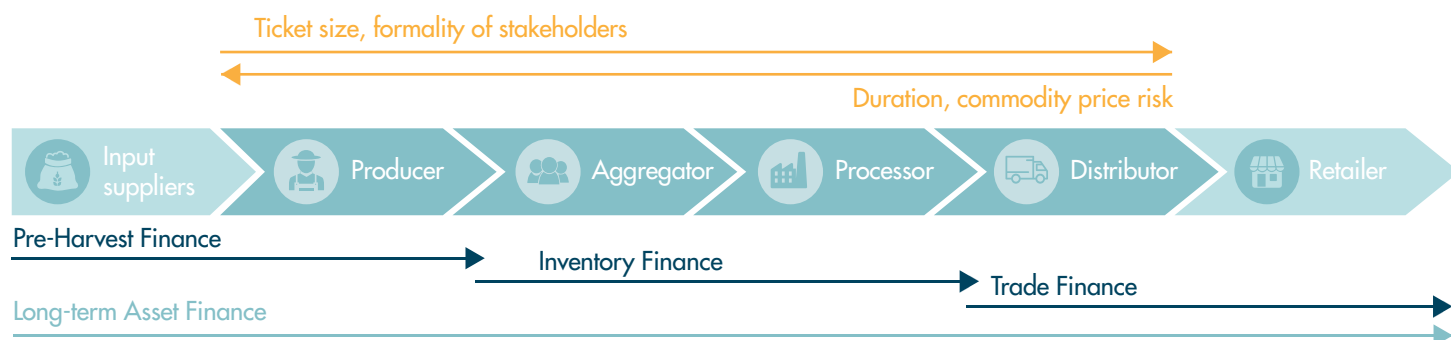 Ticket size, formality of stakeholders
Duration, commodity price risk
Input
suppliers
Producer
Aggregator
Processor
Distributor
Retailer
Pre-Harvest Finance
Inventory Finance
Trade Finance
Long-term Asset Finance